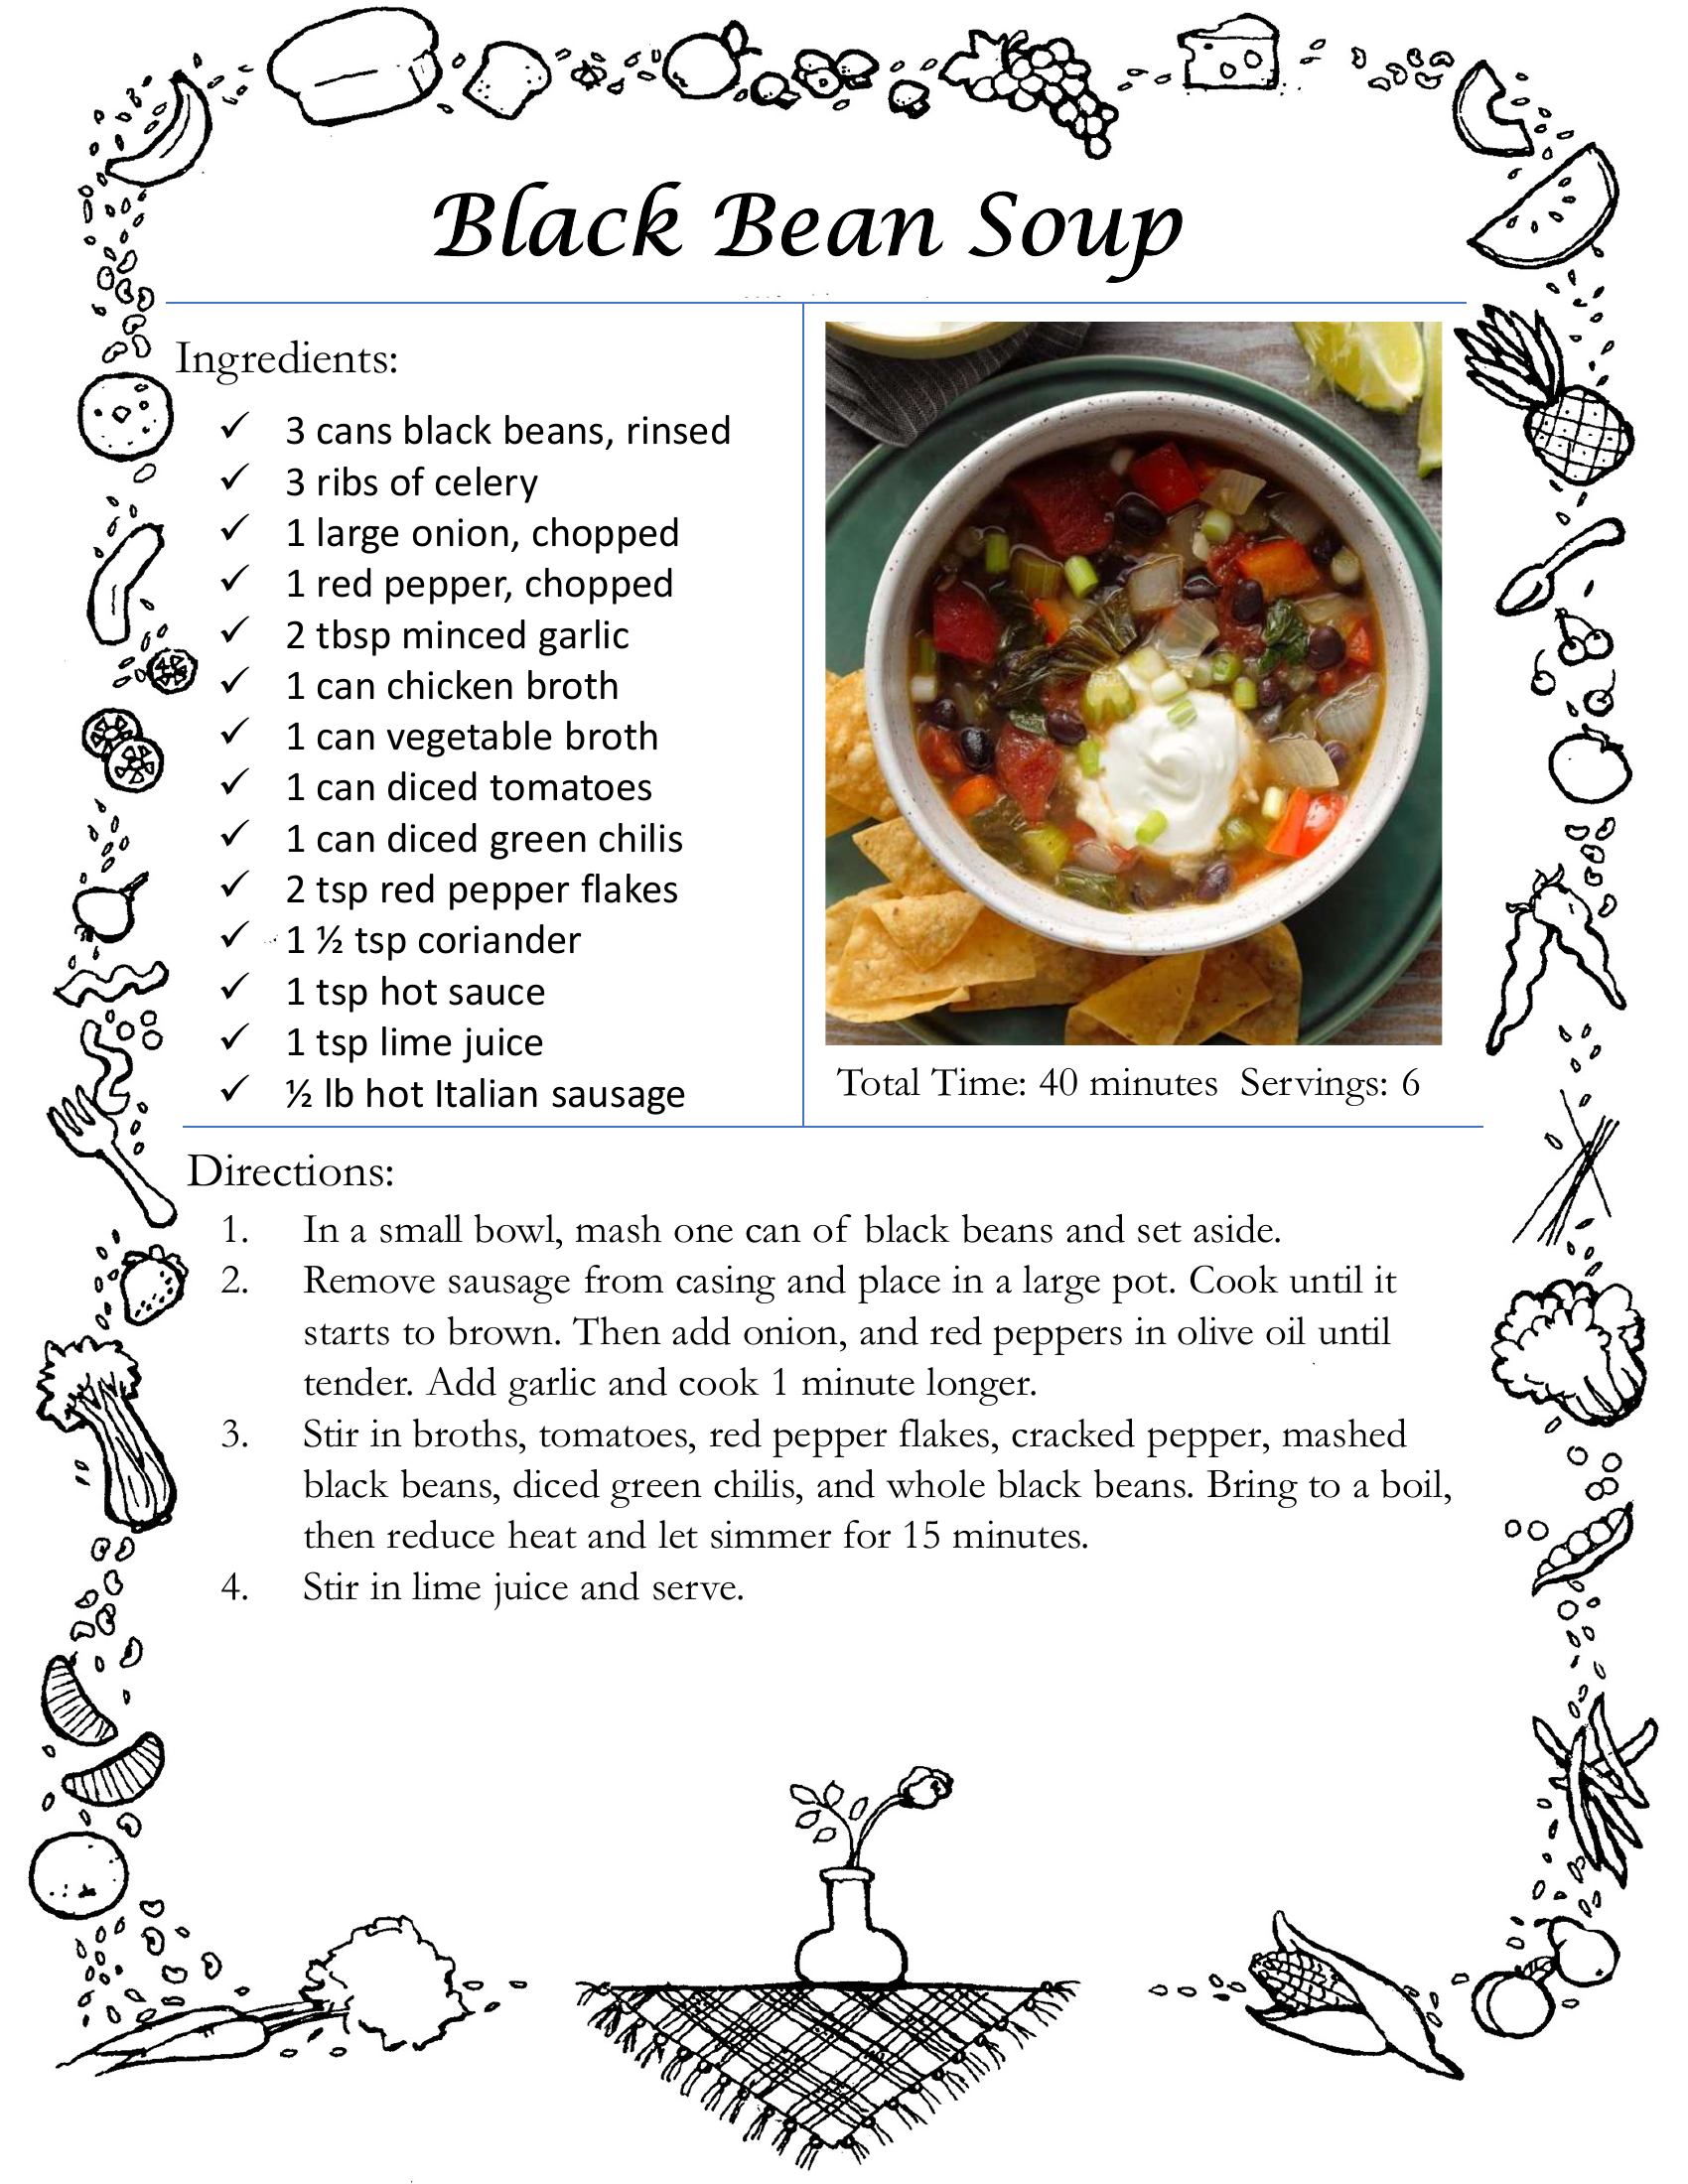 Black Bean Soup
Ingredients:
✓ 3 cans black beans, rinsed
✓ 3 ribs of celery
✓ 1 large onion, chopped
✓ 1 red pepper, chopped
✓ 2 tbsp minced garlic
✓ 1 can chicken broth
✓ 1 can vegetable broth
✓ 1 can diced tomatoes
✓ 1 can diced green chilis
✓ 2 tsp red pepper flakes
✓ 1 ½ tsp coriander
✓ 1 tsp hot sauce
✓ 1 tsp lime juice
✓ ½ lb hot Italian sausage
Total Time: 40 minutes Servings: 6
Directions:
1. In a small bowl, mash one can of black beans and set aside.
2. Remove sausage from casing and place in a large pot. Cook until it
starts to brown. Then add onion, and red peppers in olive oil until
tender. Add garlic and cook 1 minute longer.
3. Stir in broths, tomatoes, red pepper flakes, cracked pepper, mashed
black beans, diced green chilis, and whole black beans. Bring to a boil,
then reduce heat and let simmer for 15 minutes.
4. Stir in lime juice and serve.